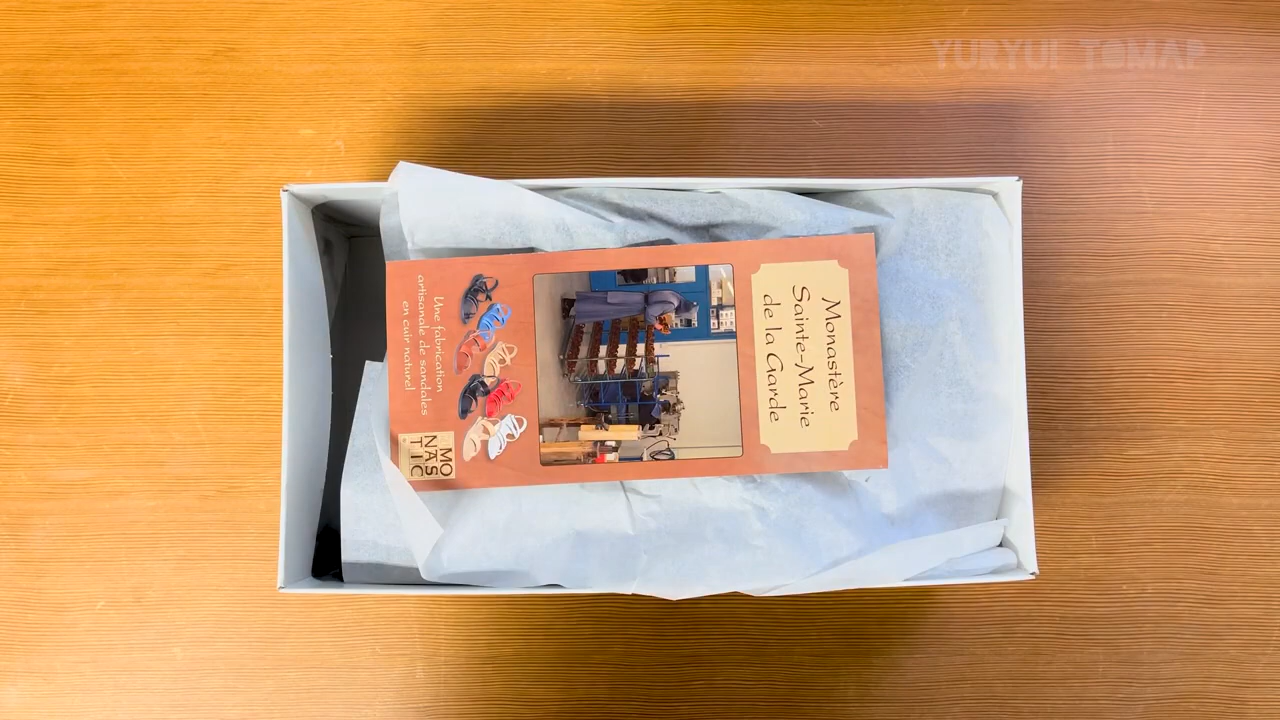 YURYUI TOMAP
Monastère
Sainte-Marie
de la Garde
Une fabrication
artisanale de sandales
en cuir naturel
MO
NAS
TIC